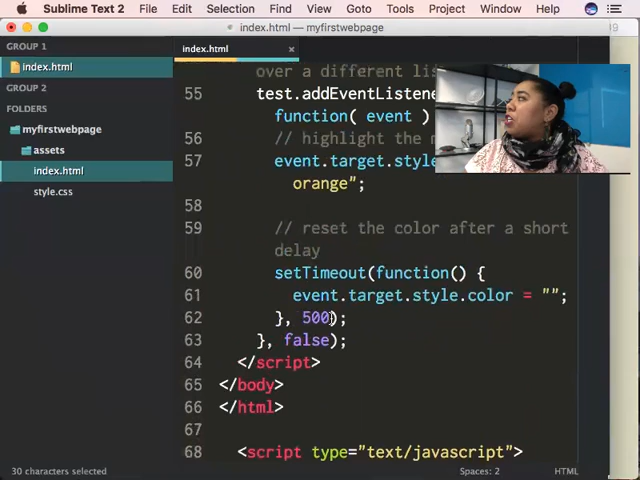 Sublime Text 2 File Edit Selection Find View Goto Tools Project Window Help
index.html — myfirstwebpage
GROUP 1
index.html
GROUP 2
FOLDERS
myfirstwebpage
assets
index.html
style.css
index.html ×
over a different lis
55 test.addEventListene
function( event )
56 // highlight the m
57 event.target.style
orange";
58
59 // reset the color after a short
delay
60 setTimeout(function() {
61 event.target.style.color = "";
62 }, 500);
63 }, false);
64 </script>
65 </body>
66 </html>
67
68 <script type="text/javascript">
30 characters selected
Spaces: 2
HTML